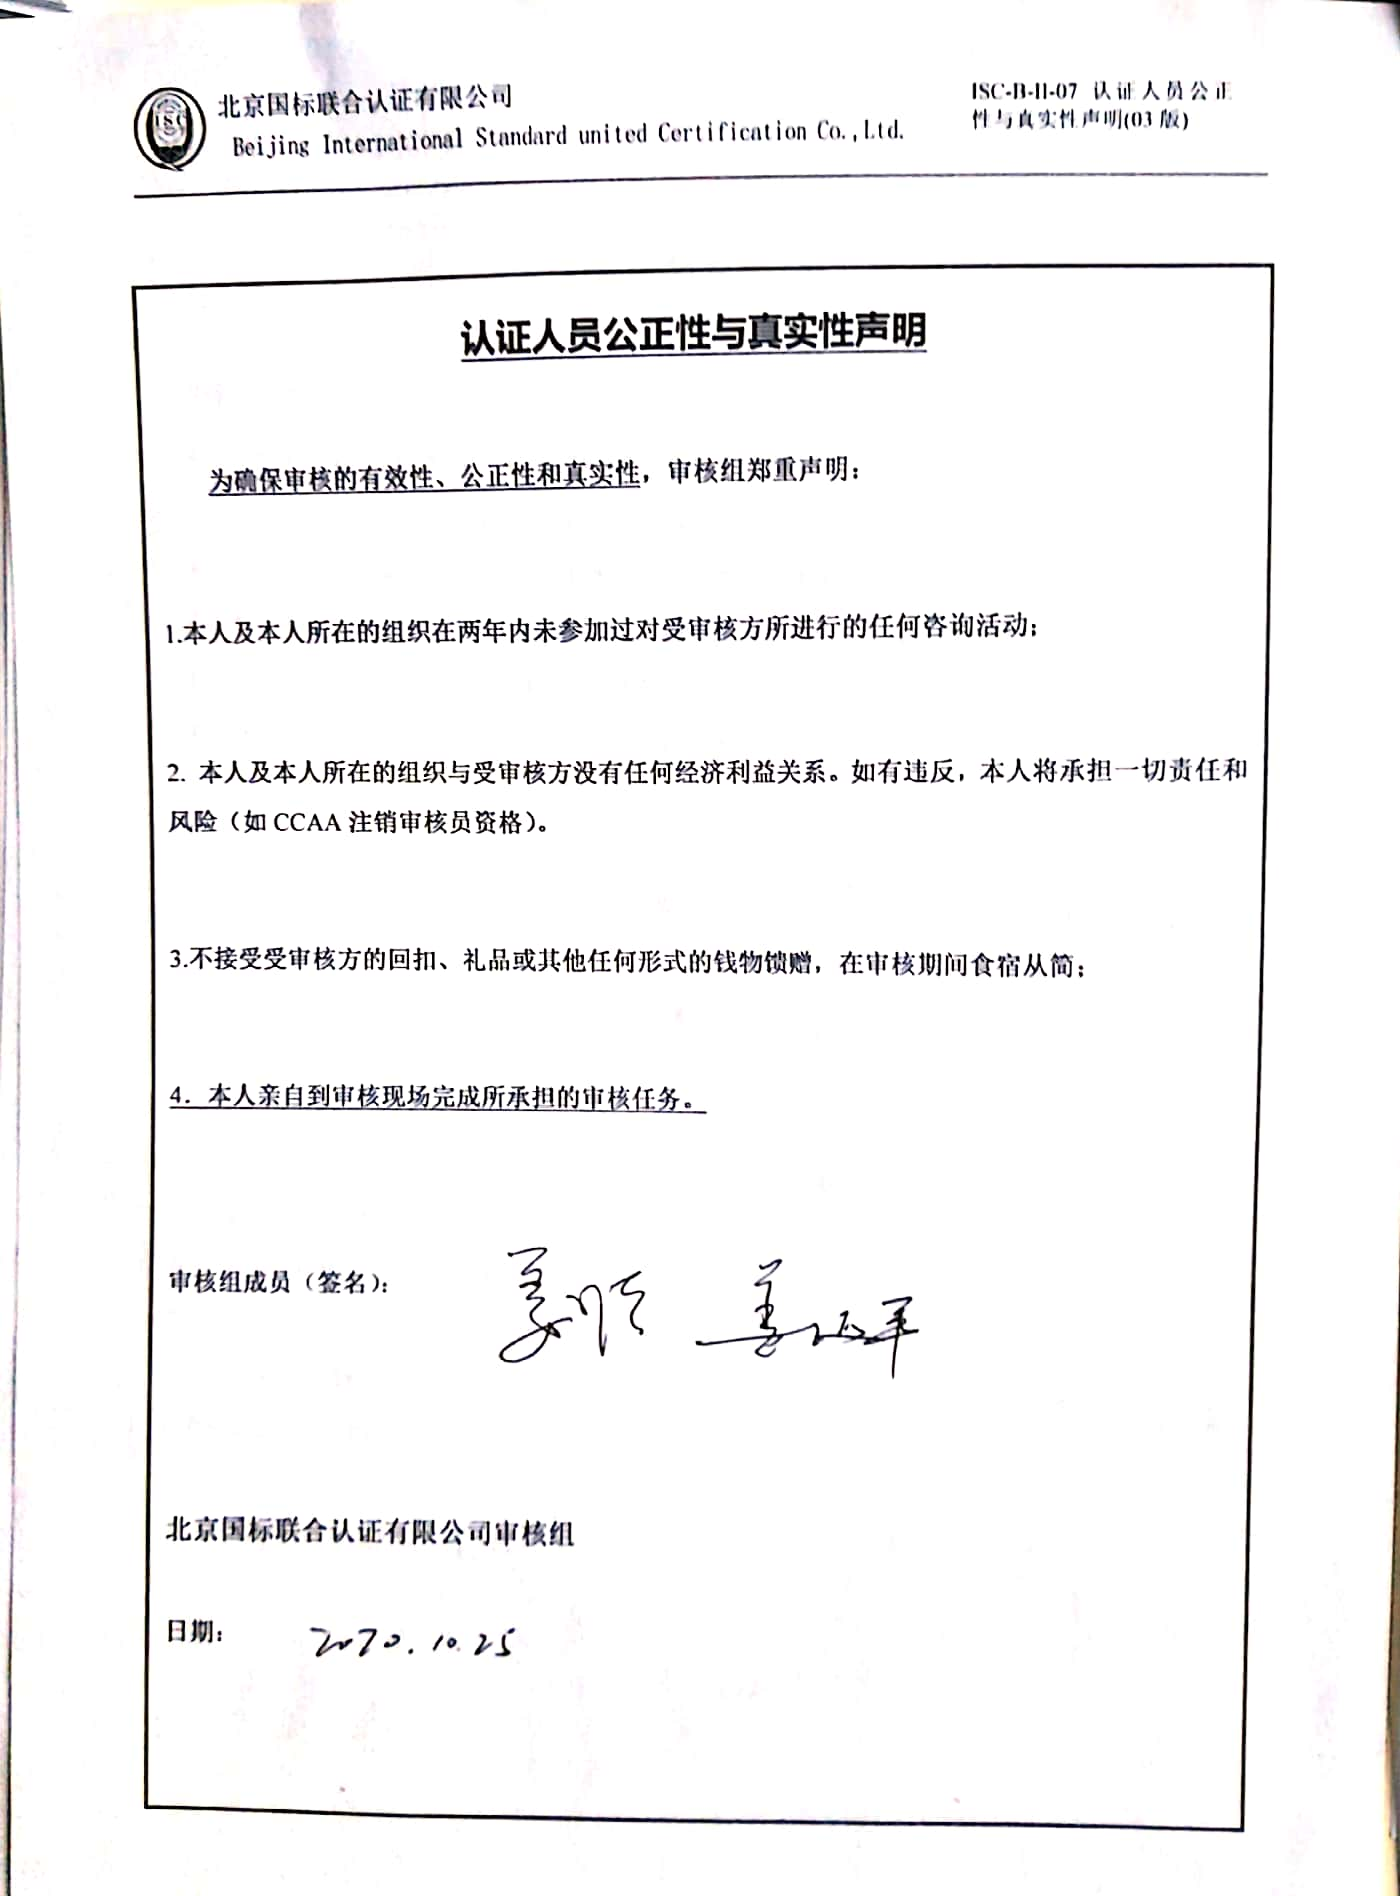 北京国标联合认证有限公司
Beijing International Standard united Certification Co.,Ltd.
ISC-B-II-07 认证人员公正
性与真实性声明(03版)
ISC
认证人员公正性与真实性声明
为确保审核的有效性、公正性和真实性，审核组郑重声明：
1.本人及本人所在的组织在两年内未参加过对受审核方所进行的任何咨询活动；
2. 本人及本人所在的组织与受审核方没有任何经济利益关系。如有违反，本人将承担一切责任和
风险（如 CCAA 注销审核员资格）。
3.不接受受审核方的回扣、礼品或其他任何形式的钱物馈赠，在审核期间食宿从简；
4. 本人亲自到审核现场完成所承担的审核任务。
审核组成员（签名）：
北京国标联合认证有限公司审核组
日期： 2020.10.25